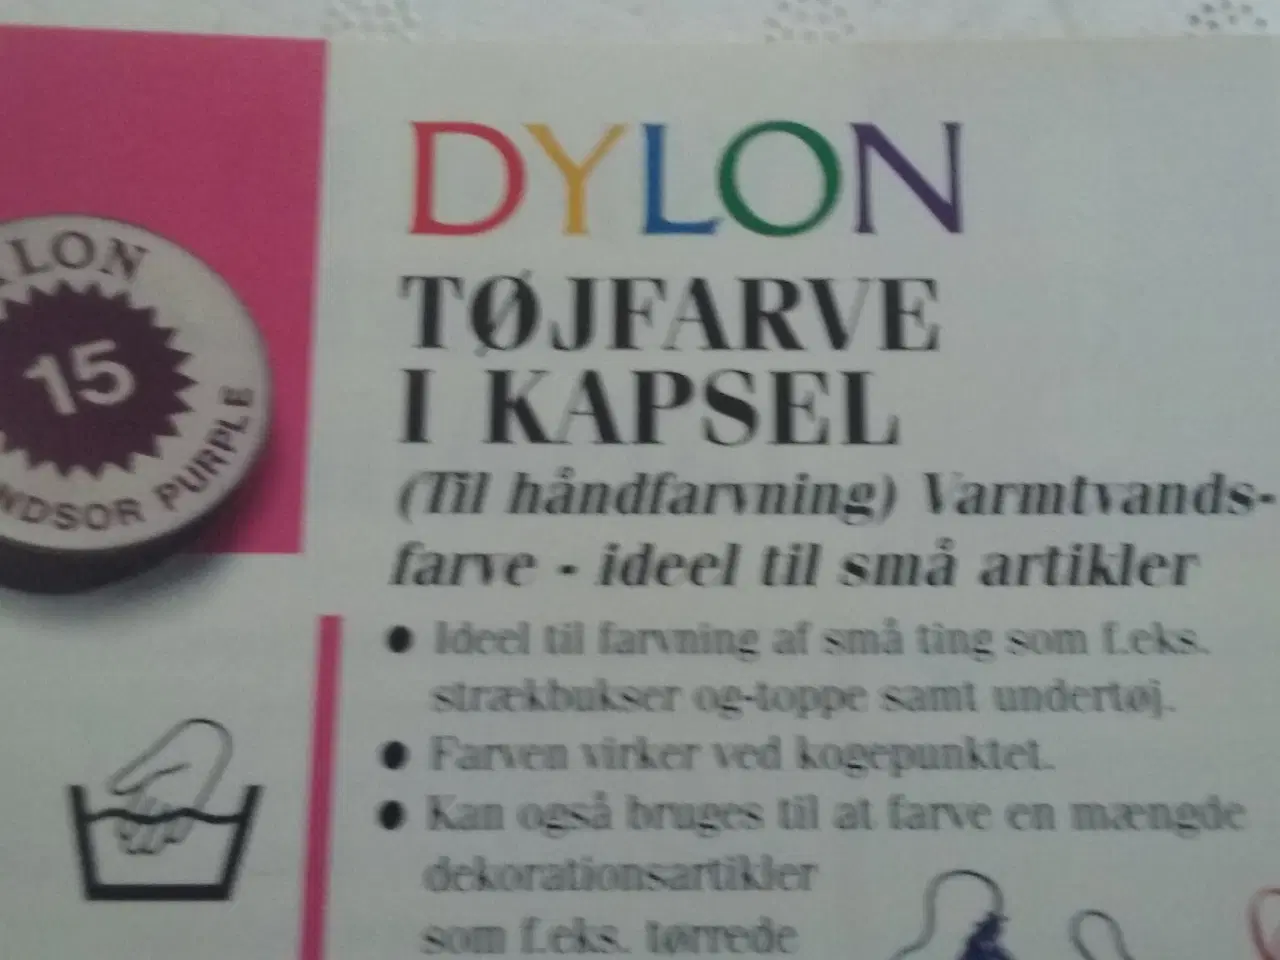 DYLON
TØJFARVE
I KAPSEL
(Til håndfarvning) Varmtvands-
farve - ideel til små artikler
● Ideel til farvning af små ting som f.eks.
strækbukser og-toppe samt undertøj.
● Farven virker ved kogepunktet.
● Kan også bruges til at farve en mængde
dekorationsartikler
som f.eks. tørrede
YLON
15
NDSOR PURPLE